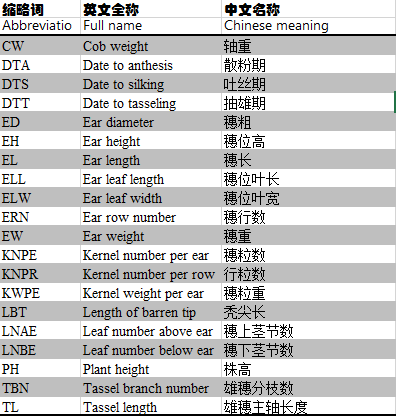 缩略词 英文全称 中文名称
Abbreviatio Full name Chinese meaning
CW Cob weight 轴重
DTA Date to anthesis 散粉期
DTS Date to silking 吐丝期
DTT Date to tasseling 抽雄期
ED Ear diameter 穗粗
EH Ear height 穗位高
EL Ear length 穗长
ELL Ear leaf length 穗位叶长
ELW Ear leaf width 穗位叶宽
ERN Ear row number 穗行数
EW Ear weight 穗重
KNPE Kernel number per ear 穗粒数
KNPR Kernel number per row 行粒数
KWPE Kernel weight per ear 穗粒重
LBT Length of barren tip 秃尖长
LNAE Leaf number above ear 穗上茎节数
LNBE Leaf number below ear 穗下茎节数
PH Plant height 株高
TBN Tassel branch number 雄穗分枝数
TL Tassel length 雄穗主轴长度